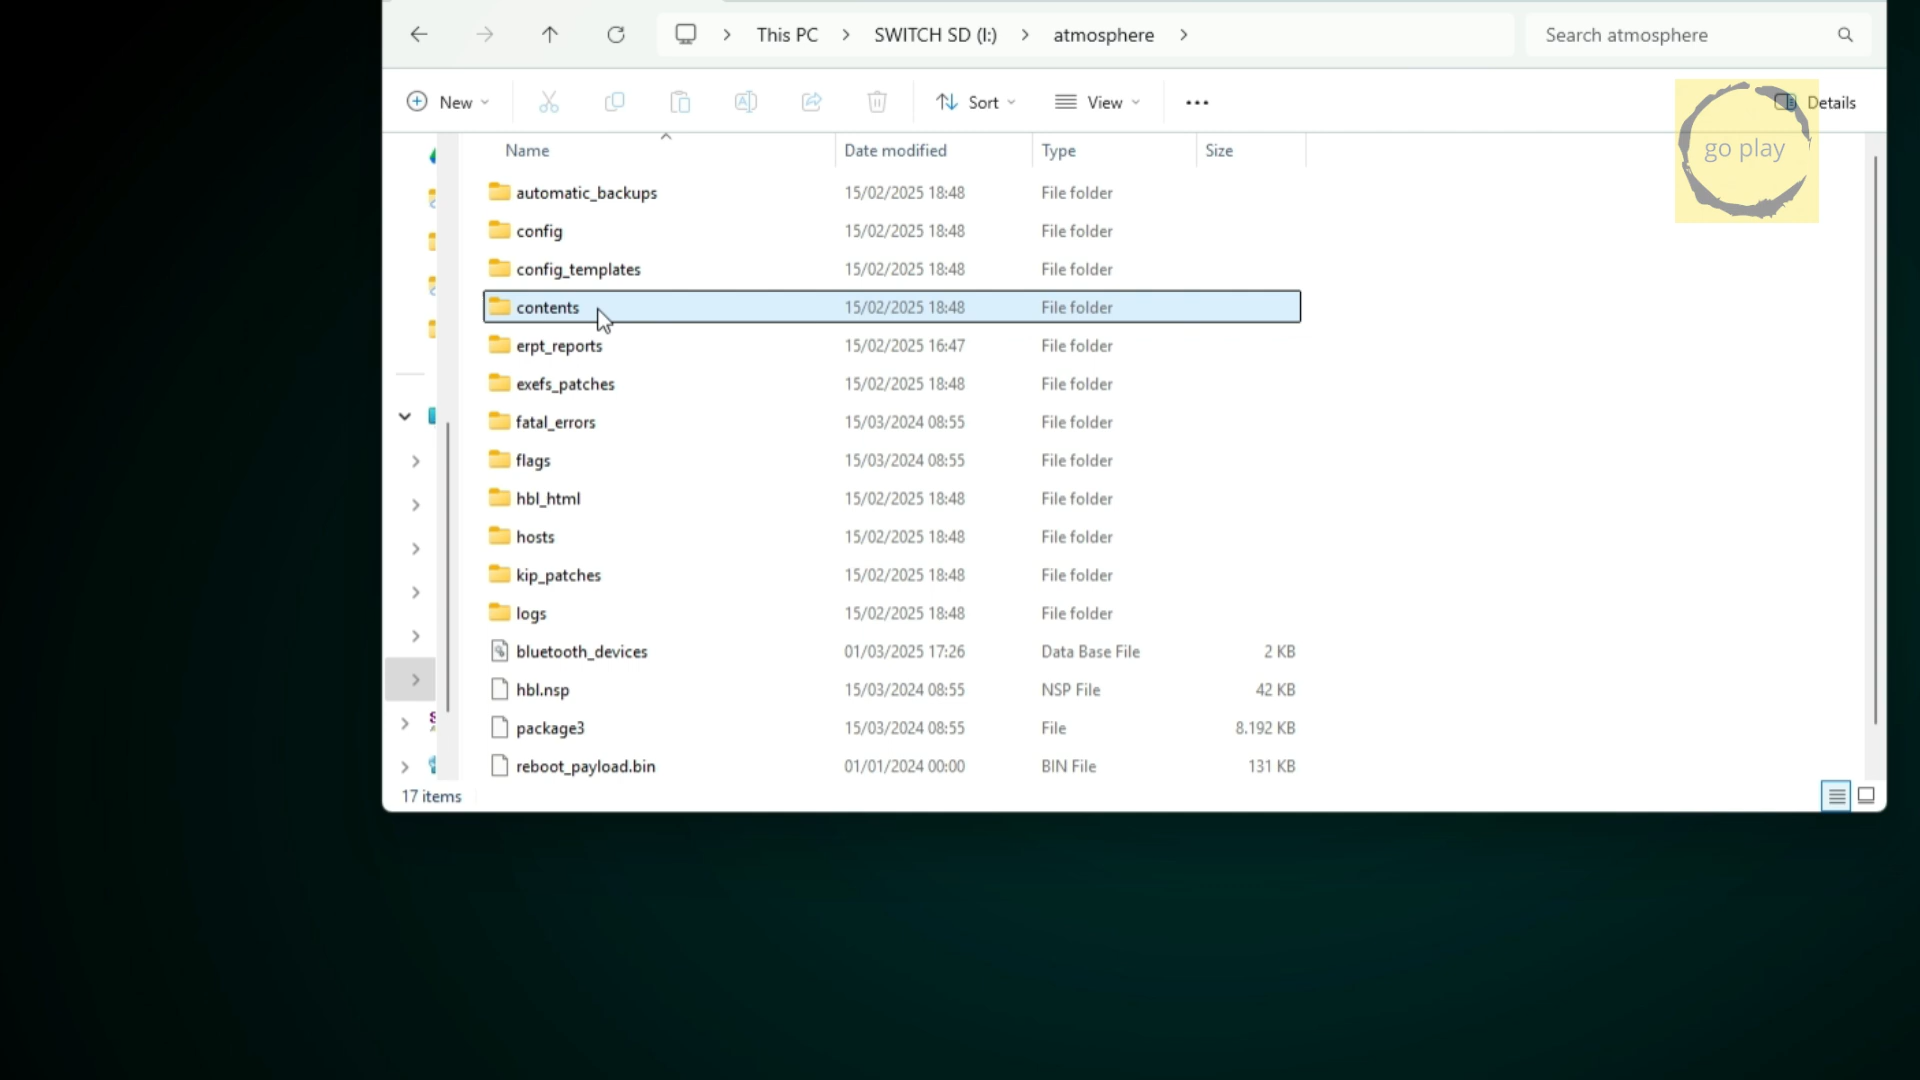 This PC > SWITCH SD (I:) > atmosphere >
Search atmosphere
New
Sort
View
Details
go play
Name Date modified Type Size
automatic_backups 15/02/2025 18:48 File folder
config 15/02/2025 18:48 File folder
config_templates 15/02/2025 18:48 File folder
contents 15/02/2025 18:48 File folder
erpt_reports 15/02/2025 16:47 File folder
exefs_patches 15/02/2025 18:48 File folder
fatal_errors 15/03/2024 08:55 File folder
flags 15/03/2024 08:55 File folder
hbl_html 15/02/2025 18:48 File folder
hosts 15/02/2025 18:48 File folder
kip_patches 15/02/2025 18:48 File folder
logs 15/02/2025 18:48 File folder
bluetooth_devices 01/03/2025 17:26 Data Base File 2 KB
hbl.nsp 15/03/2024 08:55 NSP File 42 KB
package3 15/03/2024 08:55 File 8.192 KB
reboot_payload.bin 01/01/2024 00:00 BIN File 131 KB
17 items